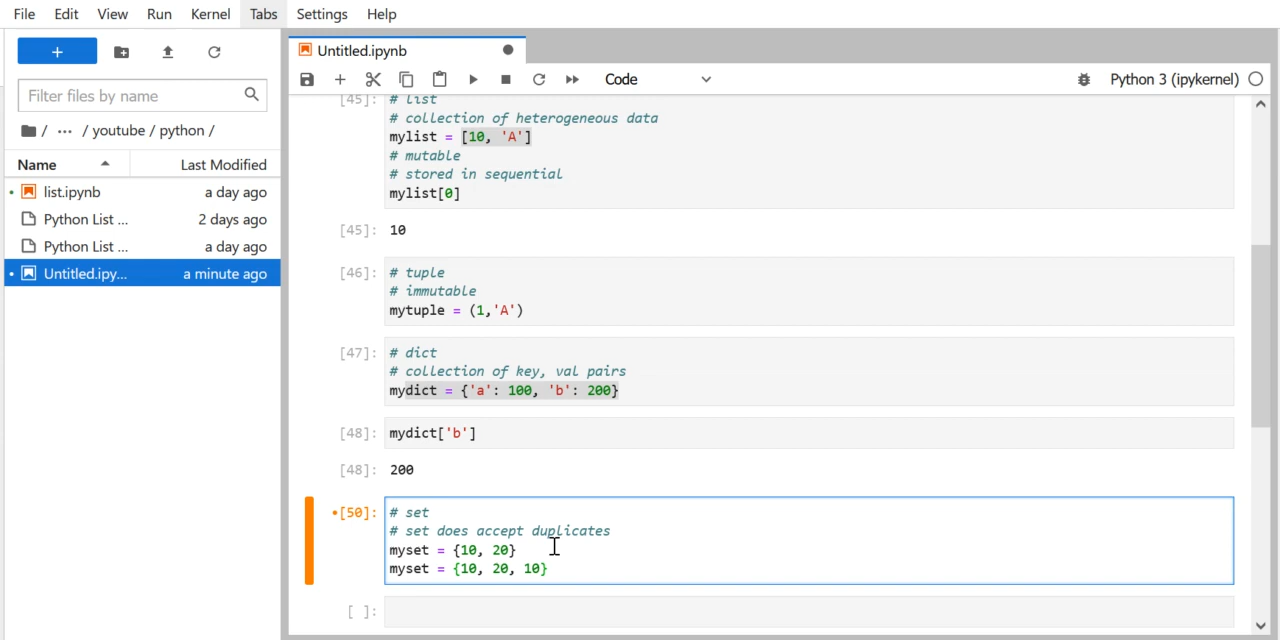 File Edit View Run Kernel Tabs Settings Help
Untitled.ipynb
Code
Python 3 (ipykernel)
Filter files by name
/ ... / youtube / python /
Name Last Modified
list.ipynb a day ago
Python List ... 2 days ago
Python List ... a day ago
Untitled.ipy... a minute ago
[45]: # list
# collection of heterogeneous data
mylist = [10, 'A']
# mutable
# stored in sequential
mylist[0]
[45]: 10
[46]: # tuple
# immutable
mytuple = (1,'A')
[47]: # dict
# collection of key, val pairs
mydict = {'a': 100, 'b': 200}
[48]: mydict['b']
[48]: 200
•[50]: # set
# set does accept duplicates
myset = {10, 20}
myset = {10, 20, 10}
[ ]: